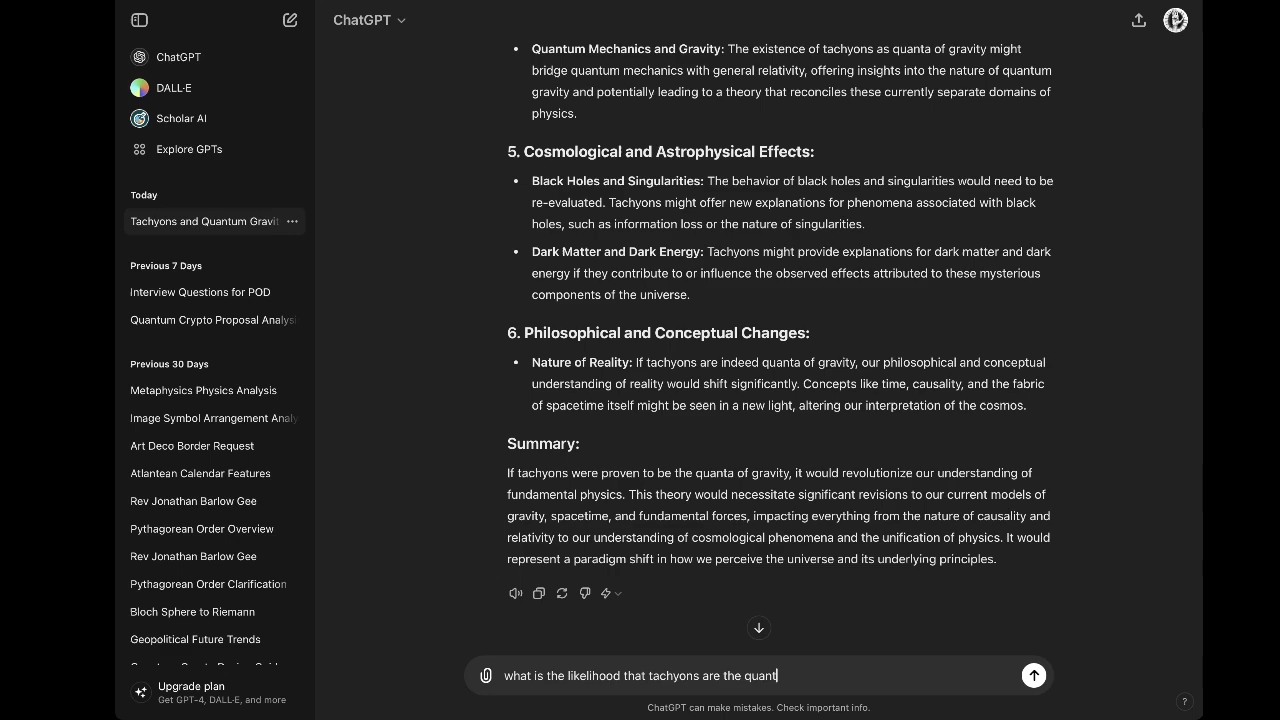 ChatGPT
DALL·E
Scholar AI
Explore GPTs
Today
Tachyons and Quantum Gravit
Previous 7 Days
Interview Questions for POD
Quantum Crypto Proposal Analysi
Previous 30 Days
Metaphysics Physics Analysis
Image Symbol Arrangement Analy
Art Deco Border Request
Atlantean Calendar Features
Rev Jonathan Barlow Gee
Pythagorean Order Overview
Rev Jonathan Barlow Gee
Pythagorean Order Clarification
Bloch Sphere to Riemann
Geopolitical Future Trends
Upgrade plan
Get GPT-4, DALL·E, and more
ChatGPT
• Quantum Mechanics and Gravity: The existence of tachyons as quanta of gravity might
bridge quantum mechanics with general relativity, offering insights into the nature of quantum
gravity and potentially leading to a theory that reconciles these currently separate domains of
physics.
5. Cosmological and Astrophysical Effects:
• Black Holes and Singularities: The behavior of black holes and singularities would need to be
re-evaluated. Tachyons might offer new explanations for phenomena associated with black
holes, such as information loss or the nature of singularities.
• Dark Matter and Dark Energy: Tachyons might provide explanations for dark matter and dark
energy if they contribute to or influence the observed effects attributed to these mysterious
components of the universe.
6. Philosophical and Conceptual Changes:
• Nature of Reality: If tachyons are indeed quanta of gravity, our philosophical and conceptual
understanding of reality would shift significantly. Concepts like time, causality, and the fabric
of spacetime itself might be seen in a new light, altering our interpretation of the cosmos.
Summary:
If tachyons were proven to be the quanta of gravity, it would revolutionize our understanding of
fundamental physics. This theory would necessitate significant revisions to our current models of
gravity, spacetime, and fundamental forces, impacting everything from the nature of causality and
relativity to our understanding of cosmological phenomena and the unification of physics. It would
represent a paradigm shift in how we perceive the universe and its underlying principles.
what is the likelihood that tachyons are the quant
ChatGPT can make mistakes. Check important info.
?